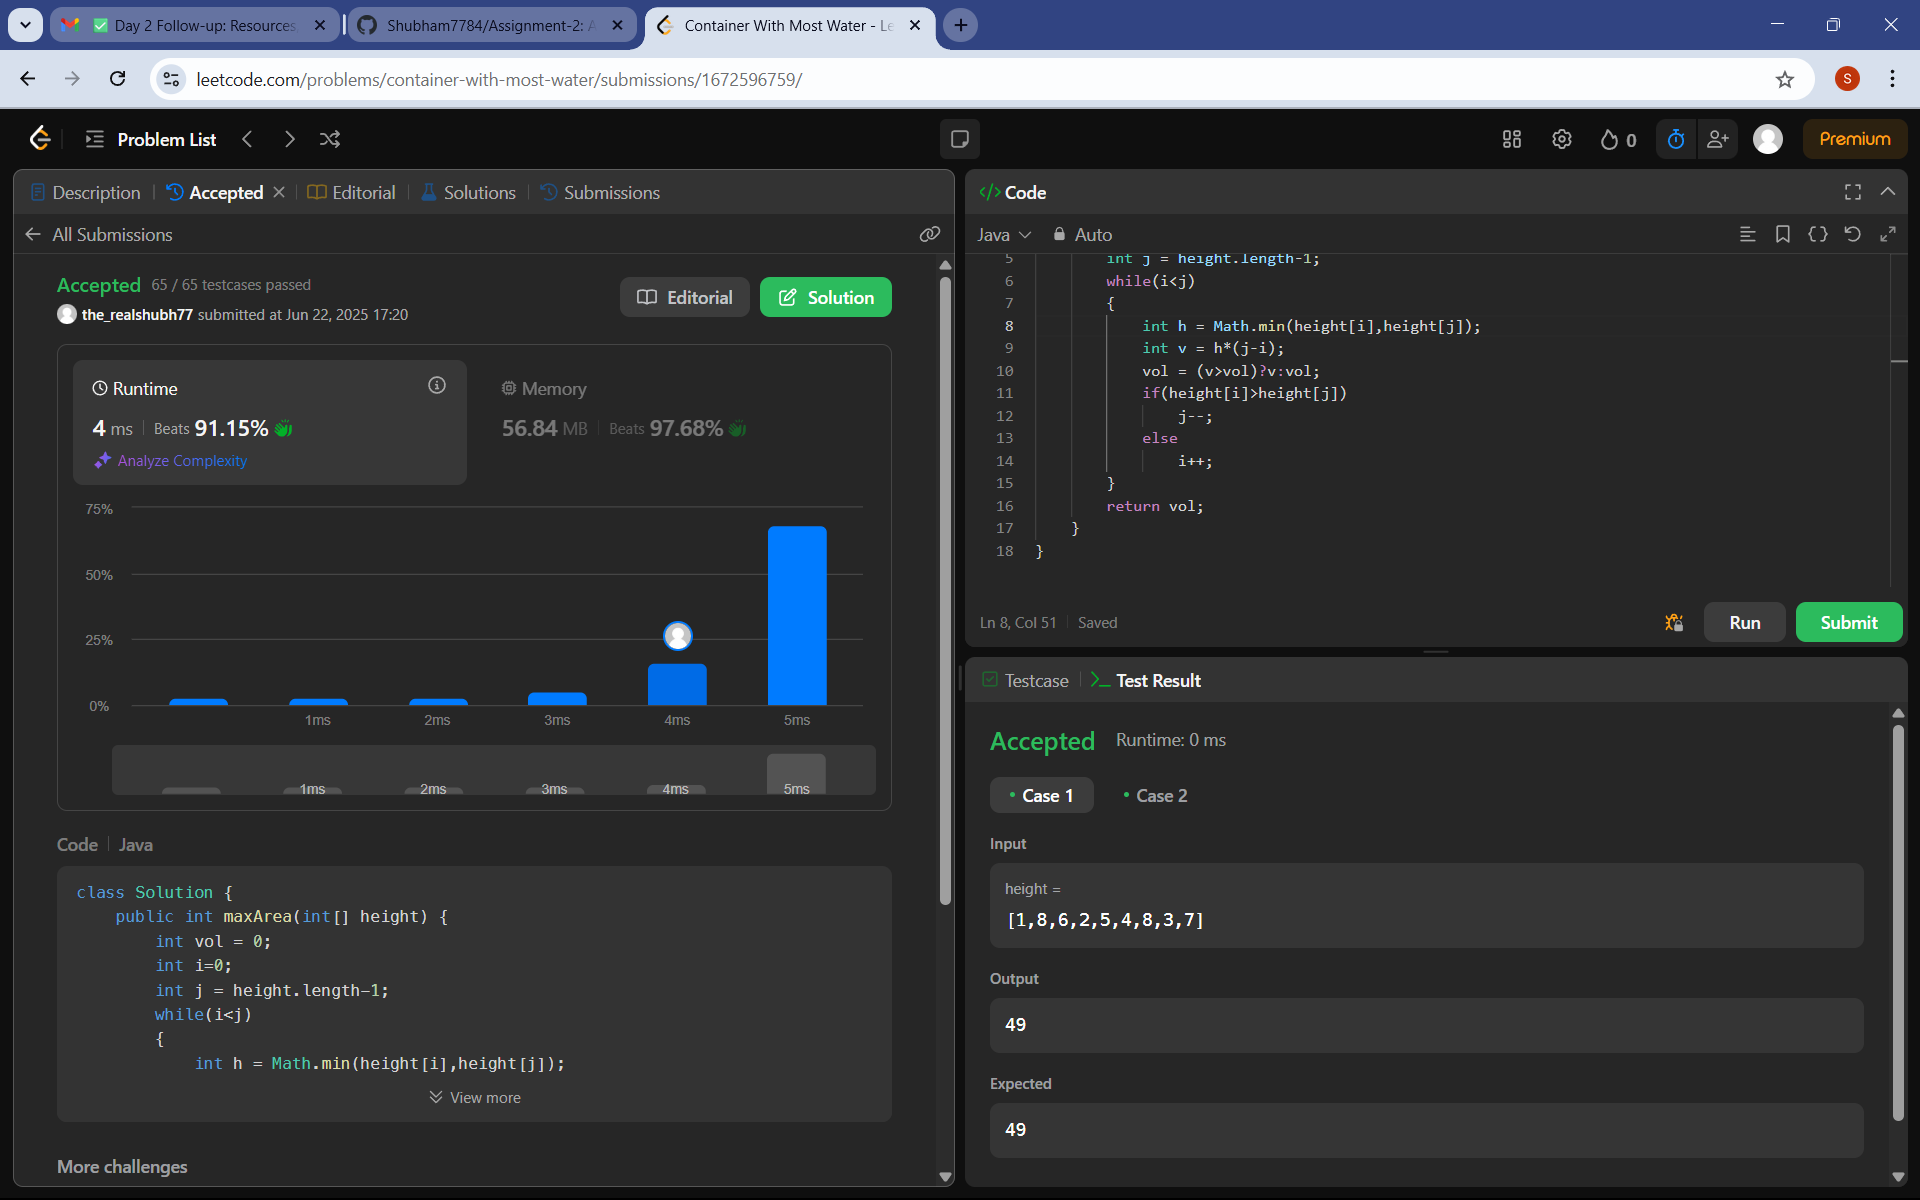 Day 2 Follow-up: Resources
Shubham7784/Assignment-2: A
Container With Most Water - Le
leetcode.com/problems/container-with-most-water/submissions/1672596759/
S
Problem List
0
Premium
Description
Accepted
Editorial
Solutions
Submissions
All Submissions
Accepted 65 / 65 testcases passed
the_realshubh77 submitted at Jun 22, 2025 17:20
Editorial
Solution
Runtime
4 ms Beats 91.15%
Analyze Complexity
Memory
56.84 MB Beats 97.68%
75%
50%
25%
0%
1ms 2ms 3ms 4ms 5ms
1ms 2ms 3ms 4ms 5ms
Code Java
class Solution {
public int maxArea(int[] height) {
int vol = 0;
int i=0;
int j = height.length-1;
while(i<j)
{
int h = Math.min(height[i],height[j]);
View more
More challenges
</> Code
Java Auto
5 int j = height.length-1;
6 while(i<j)
7 {
8 int h = Math.min(height[i],height[j]);
9 int v = h*(j-i);
10 vol = (v>vol)?v:vol;
11 if(height[i]>height[j])
12 j--;
13 else
14 i++;
15 }
16 return vol;
17 }
18 }
Ln 8, Col 51 Saved
Run
Submit
Testcase
Test Result
Accepted Runtime: 0 ms
Case 1
Case 2
Input
height =
[1,8,6,2,5,4,8,3,7]
Output
49
Expected
49